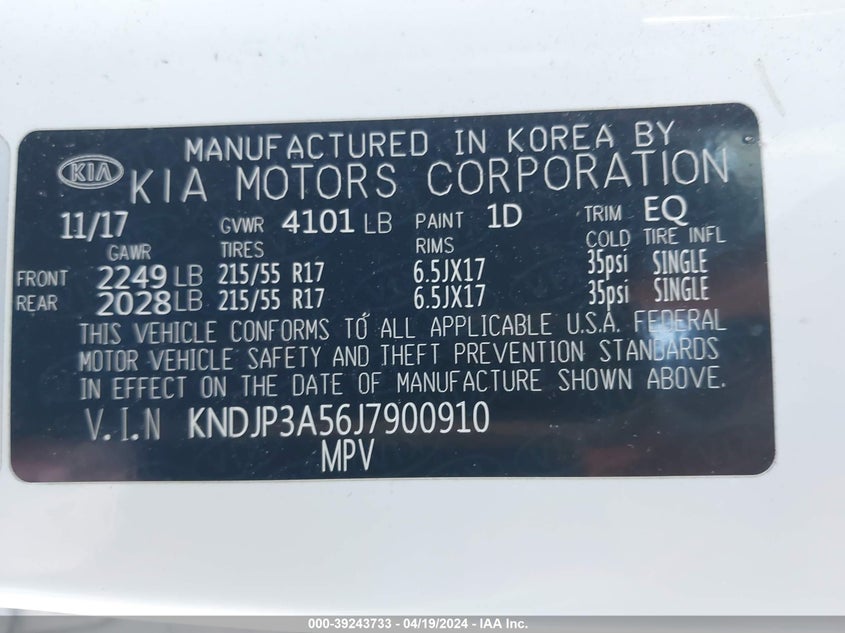 MANUFACTURED IN KOREA BY
KIA KIA MOTORS CORPORATION
11/17 GVWR 4101 LB PAINT 1D TRIM EQ
GAWR TIRES RIMS COLD TIRE INFL
FRONT 2249 LB 215/55 R17 6.5JX17 35psi SINGLE
REAR 2028 LB 215/55 R17 6.5JX17 35psi SINGLE
THIS VEHICLE CONFORMS TO ALL APPLICABLE U.S.A. FEDERAL
MOTOR VEHICLE SAFETY AND THEFT PREVENTION STANDARDS
IN EFFECT ON THE DATE OF MANUFACTURE SHOWN ABOVE.
V.I.N KNDJP3A56J7900910
MPV
000-39243733 - 04/19/2024 - IAA Inc.